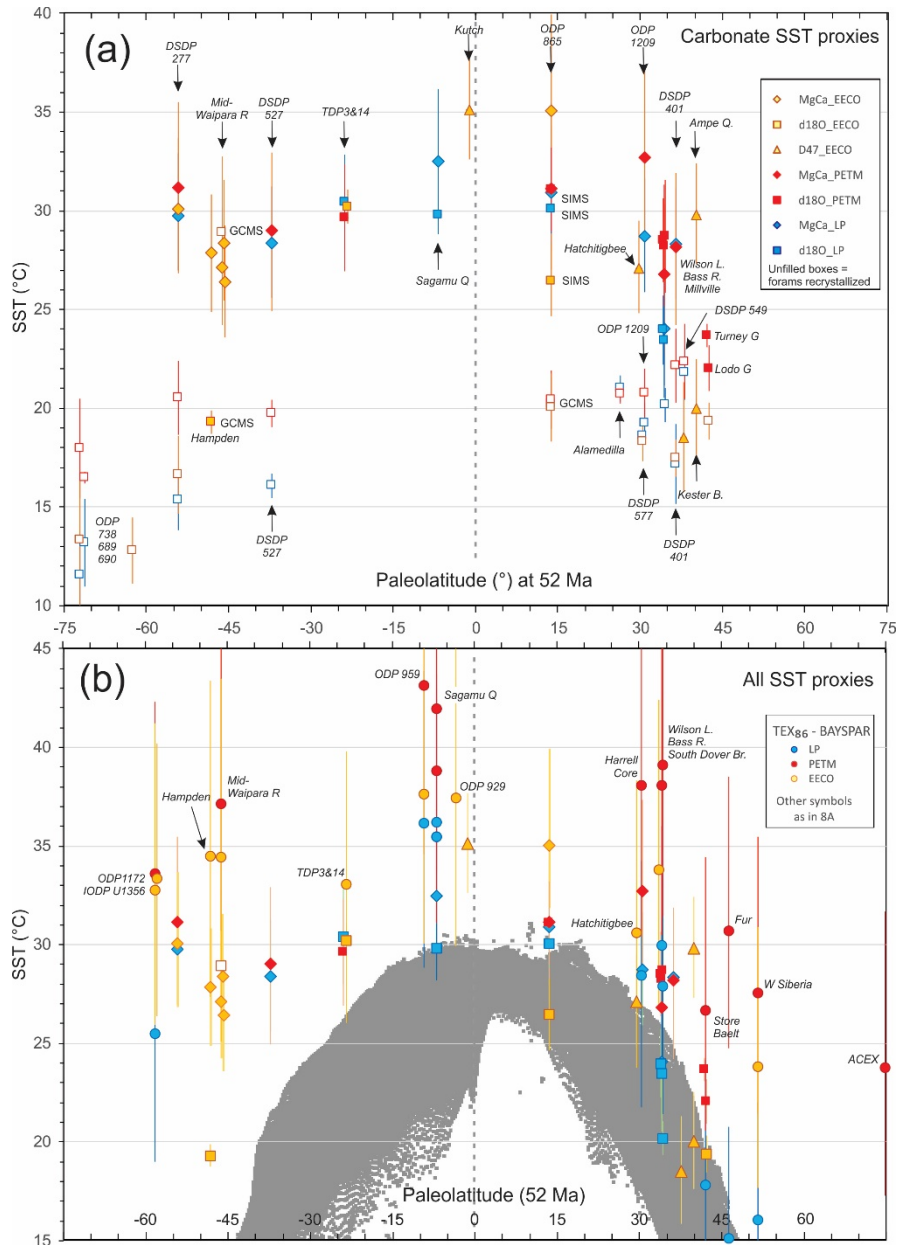 (a)
Carbonate SST proxies
DSDP
277
Mid-
Waipara R
DSDP
527
TDP3&14
Kutch
ODP
865
ODP
1209
DSDP
401
Ampe Q.
MgCa_EECO
d18O_EECO
D47_EECO
MgCa_PETM
d18O_PETM
MgCa_LP
d18O_LP
Unfilled boxes =
forams recrystallized
GCMS
SIMS
SIMS
Hatchitigbee
Sagamu Q
SIMS
Wilson L.
Bass R.
Millville
DSDP 549
ODP 1209
Turney G
Lodo G
GCMS
Hampden
GCMS
Alamedilla
Kester B.
DSDP
577
ODP
738
689
690
DSDP
527
DSDP
401
SST (°C)
40
35
30
25
20
15
10
Paleolatitude (°) at 52 Ma
-75 -60 -45 -30 -15 0 15 30 45 60 75
(b)
All SST proxies
TEX86 - BAYSPAR
LP
PETM
EECO
Other symbols
as in 8A
ODP 959
Sagamu Q
Wilson L.
Bass R.
South Dover Br.
Harrell
Core
Mid-
Waipara R
Hampden
ODP 929
ODP1172
IODP U1356
TDP3&14
Hatchitigbee
Fur
W Siberia
Store
Baelt
ACEX
SST (°C)
45
40
35
30
25
20
15
Paleolatitude (52 Ma)
-60 -45 -30 -15 0 15 30 45 60